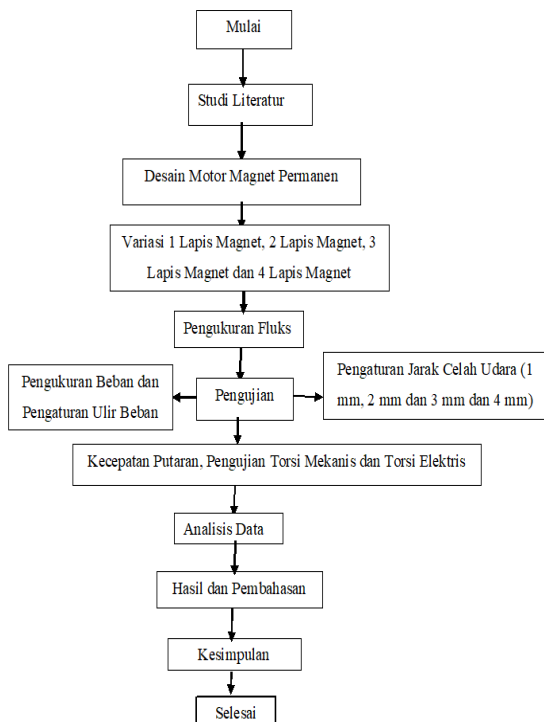 Mulai
Studi Literatur
Desain Motor Magnet Permanen
Variasi 1 Lapis Magnet, 2 Lapis Magnet, 3
Lapis Magnet dan 4 Lapis Magnet
Pengukuran Fluks
Pengukuran Beban dan
Pengaturan Ulir Beban
Pengujian
Pengaturan Jarak Celah Udara (1
mm, 2 mm dan 3 mm dan 4 mm)
Kecepatan Putaran, Pengujian Torsi Mekanis dan Torsi Elektris
Analisis Data
Hasil dan Pembahasan
Kesimpulan
Selesai